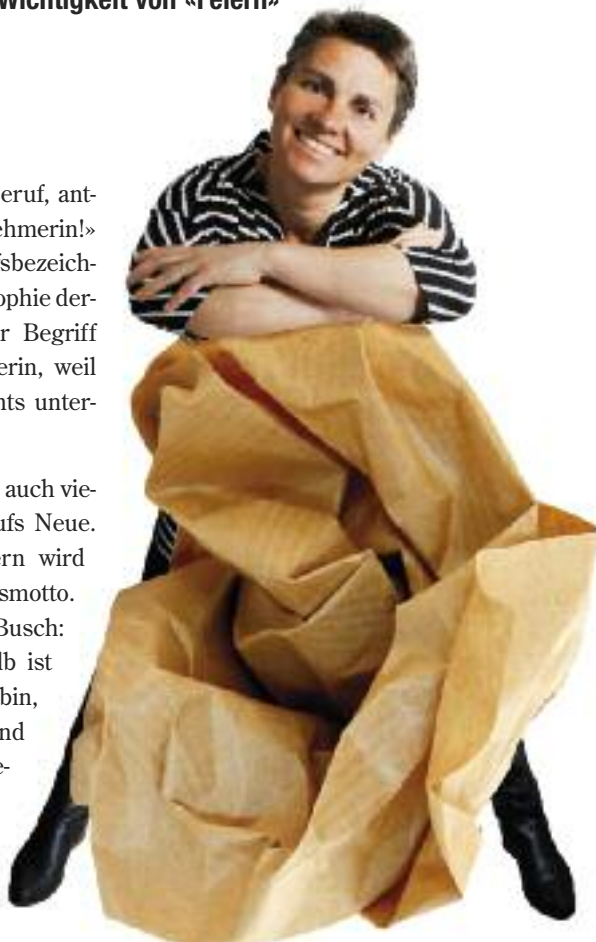 Wichtigkeit von «Feiern»
eruf, ant-
ehmerin!»
fsbezeich-
ophie der-
r Begriff
erin, weil
nts unter-
auch vie-
ufs Neue.
ern wird
smotto.
Busch:
lb ist
bin,
nd
e-